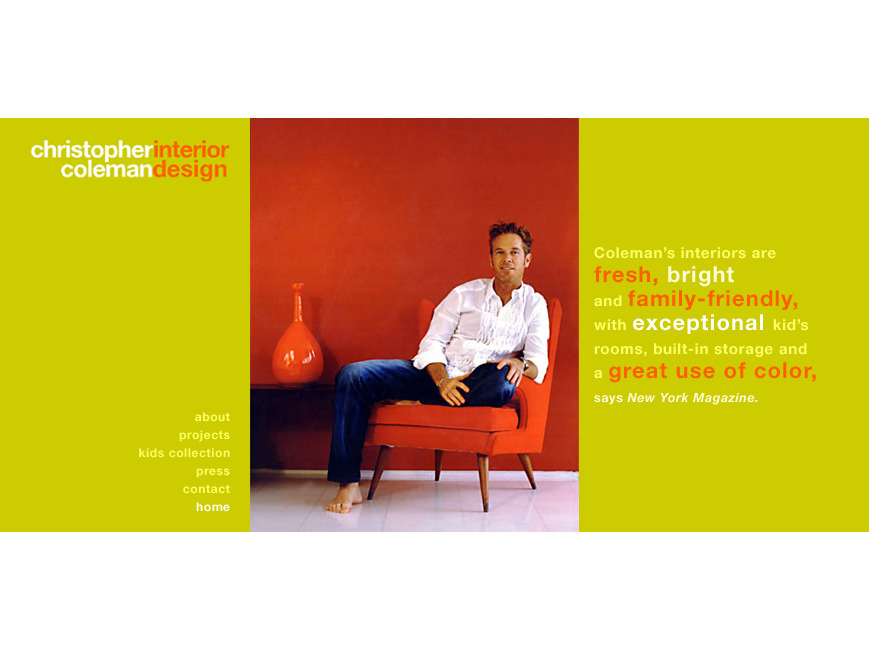 christopherinterior
colemandesign
about
projects
kids collection
press
contact
home
Coleman’s interiors are
fresh, bright
and family-friendly,
with exceptional kid’s
rooms, built-in storage and
a great use of color,
says New York Magazine.